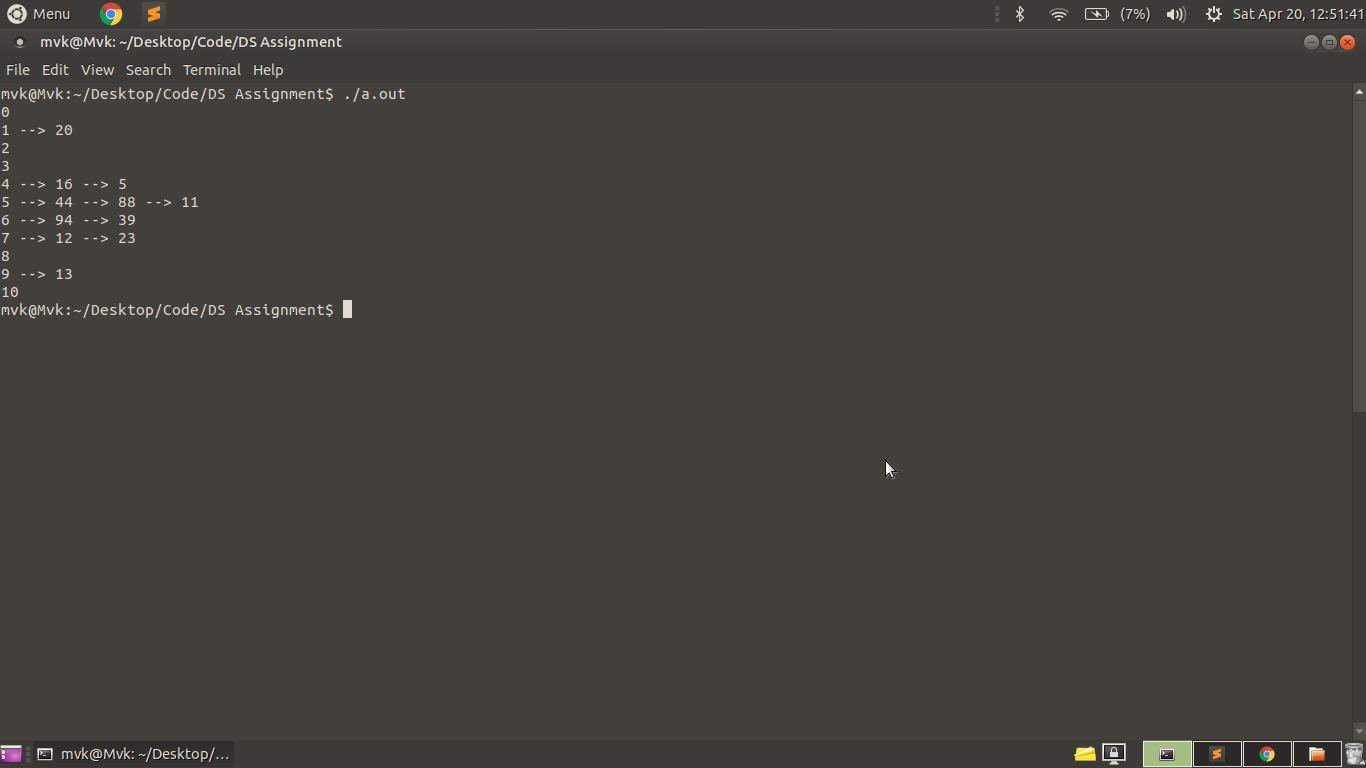 Menu (7%) Sat Apr 20, 12:51:41
mvk@Mvk: ~/Desktop/Code/DS Assignment
File Edit View Search Terminal Help
mvk@Mvk:~/Desktop/Code/DS Assignment$ ./a.out
0
1 --> 20
2
3
4 --> 16 --> 5
5 --> 44 --> 88 --> 11
6 --> 94 --> 39
7 --> 12 --> 23
8
9 --> 13
10
mvk@Mvk:~/Desktop/Code/DS Assignment$
mvk@Mvk: ~/Desktop/...